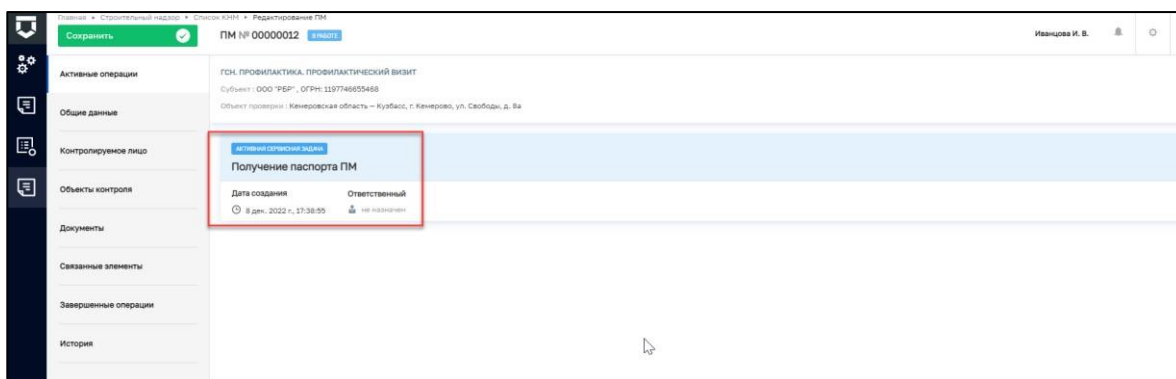 Главная ▸ Строительный надзор ▸ Список КНМ ▸ Редактирование ПМ
Сохранить
ПМ № 00000012 В РАБОТЕ
Иванцова И. В.
Активные операции
Общие данные
Контролируемое лицо
Объекты контроля
Документы
Связанные элементы
Завершенные операции
История
ГСН. ПРОФИЛАКТИКА. ПРОФИЛАКТИЧЕСКИЙ ВИЗИТ
Субъект : ООО "РБР" , ОГРН: 1197746655468
Объект проверки : Кемеровская область — Кузбасс, г. Кемерово, ул. Свободы, д. 8а
АКТИВНАЯ СЕРВИСНАЯ ЗАДАЧА
Получение паспорта ПМ
Дата создания Ответственный
8 дек. 2022 г., 17:38:55 не назначен